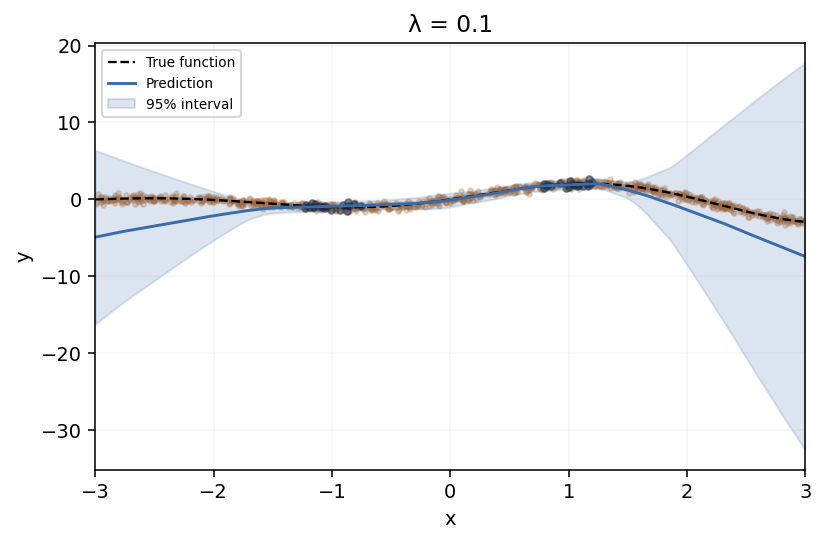 λ = 0.1
True function
Prediction
95% interval
20
10
0
−10
−20
−30
y
−3
−2
−1
0
1
2
3
x